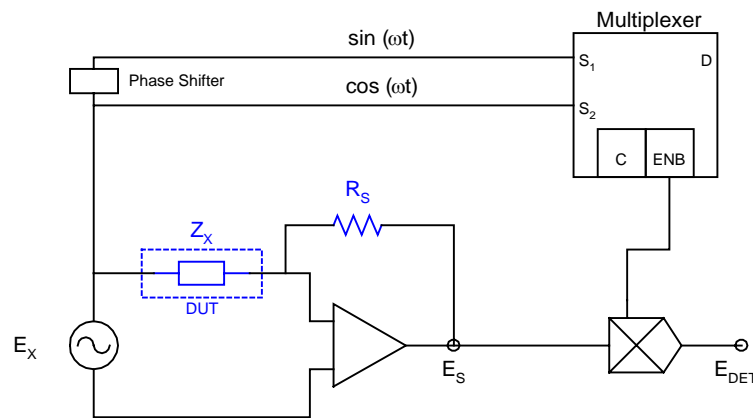 Multiplexer
sin (ωt)
S1
D
Phase Shifter
cos (ωt)
S2
C
ENB
RS
ZX
DUT
EX
ES
EDET